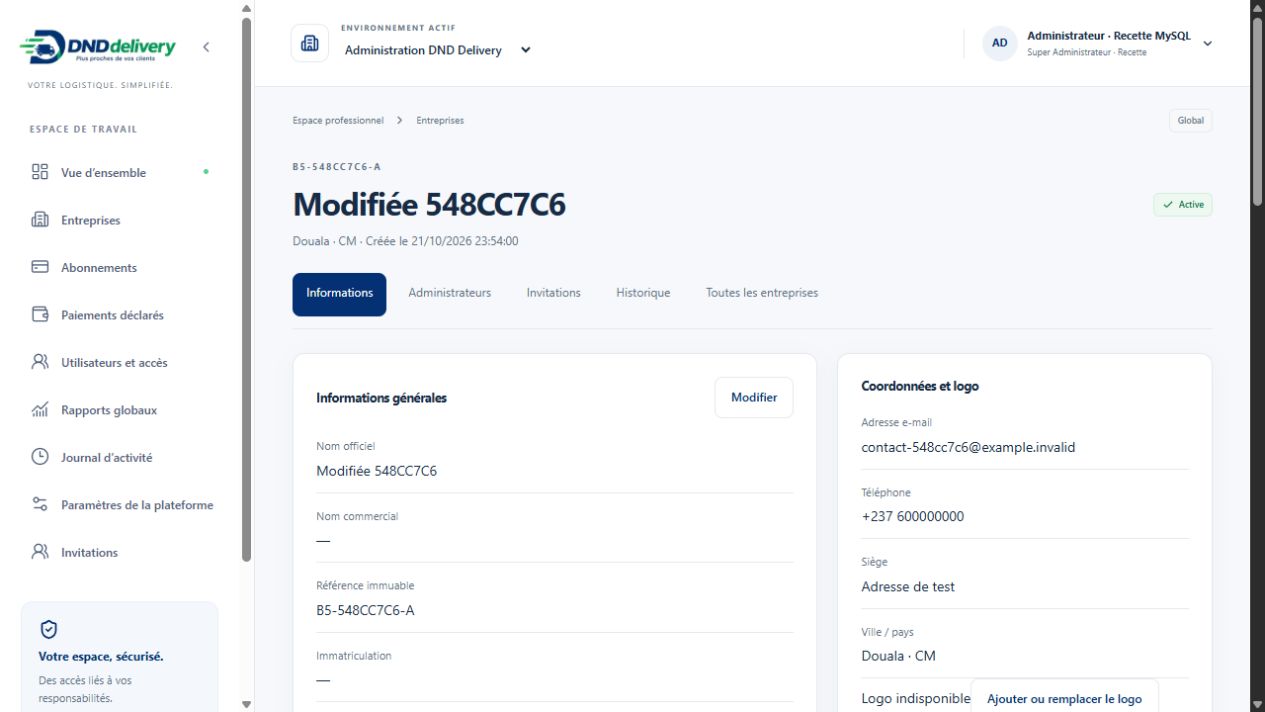 DNDdelivery
Plus proches de vos clients
VOTRE LOGISTIQUE. SIMPLIFIÉE.
ESPACE DE TRAVAIL
Vue d'ensemble
Entreprises
Abonnements
Paiements déclarés
Utilisateurs et accès
Rapports globaux
Journal d'activité
Paramètres de la plateforme
Invitations
Votre espace, sécurisé.
Des accès liés à vos
responsabilités.
ENVIRONNEMENT ACTIF
Administration DND Delivery
AD
Administrateur · Recette MySQL
Super Administrateur · Recette
Espace professionnel
Entreprises
Global
B5-548CC7C6-A
Modifiée 548CC7C6
Active
Douala · CM · Créée le 21/10/2026 23:54:00
Informations
Administrateurs
Invitations
Historique
Toutes les entreprises
Informations générales
Modifier
Nom officiel
Modifiée 548CC7C6
Nom commercial
—
Référence immuable
B5-548CC7C6-A
Immatriculation
—
Coordonnées et logo
Adresse e-mail
contact-548cc7c6@example.invalid
Téléphone
+237 600000000
Siège
Adresse de test
Ville / pays
Douala · CM
Logo indisponible
Ajouter ou remplacer le logo